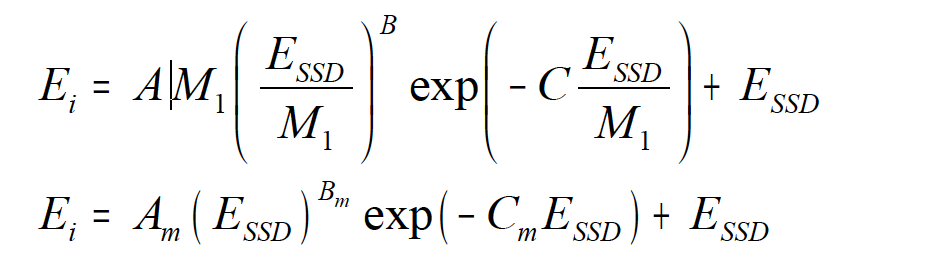 E_i = A|M_1 (E_SSD / M_1)^B exp(-C E_SSD / M_1) + E_SSD
E_i = A_m (E_SSD)^{B_m} exp(-C_m E_SSD) + E_SSD